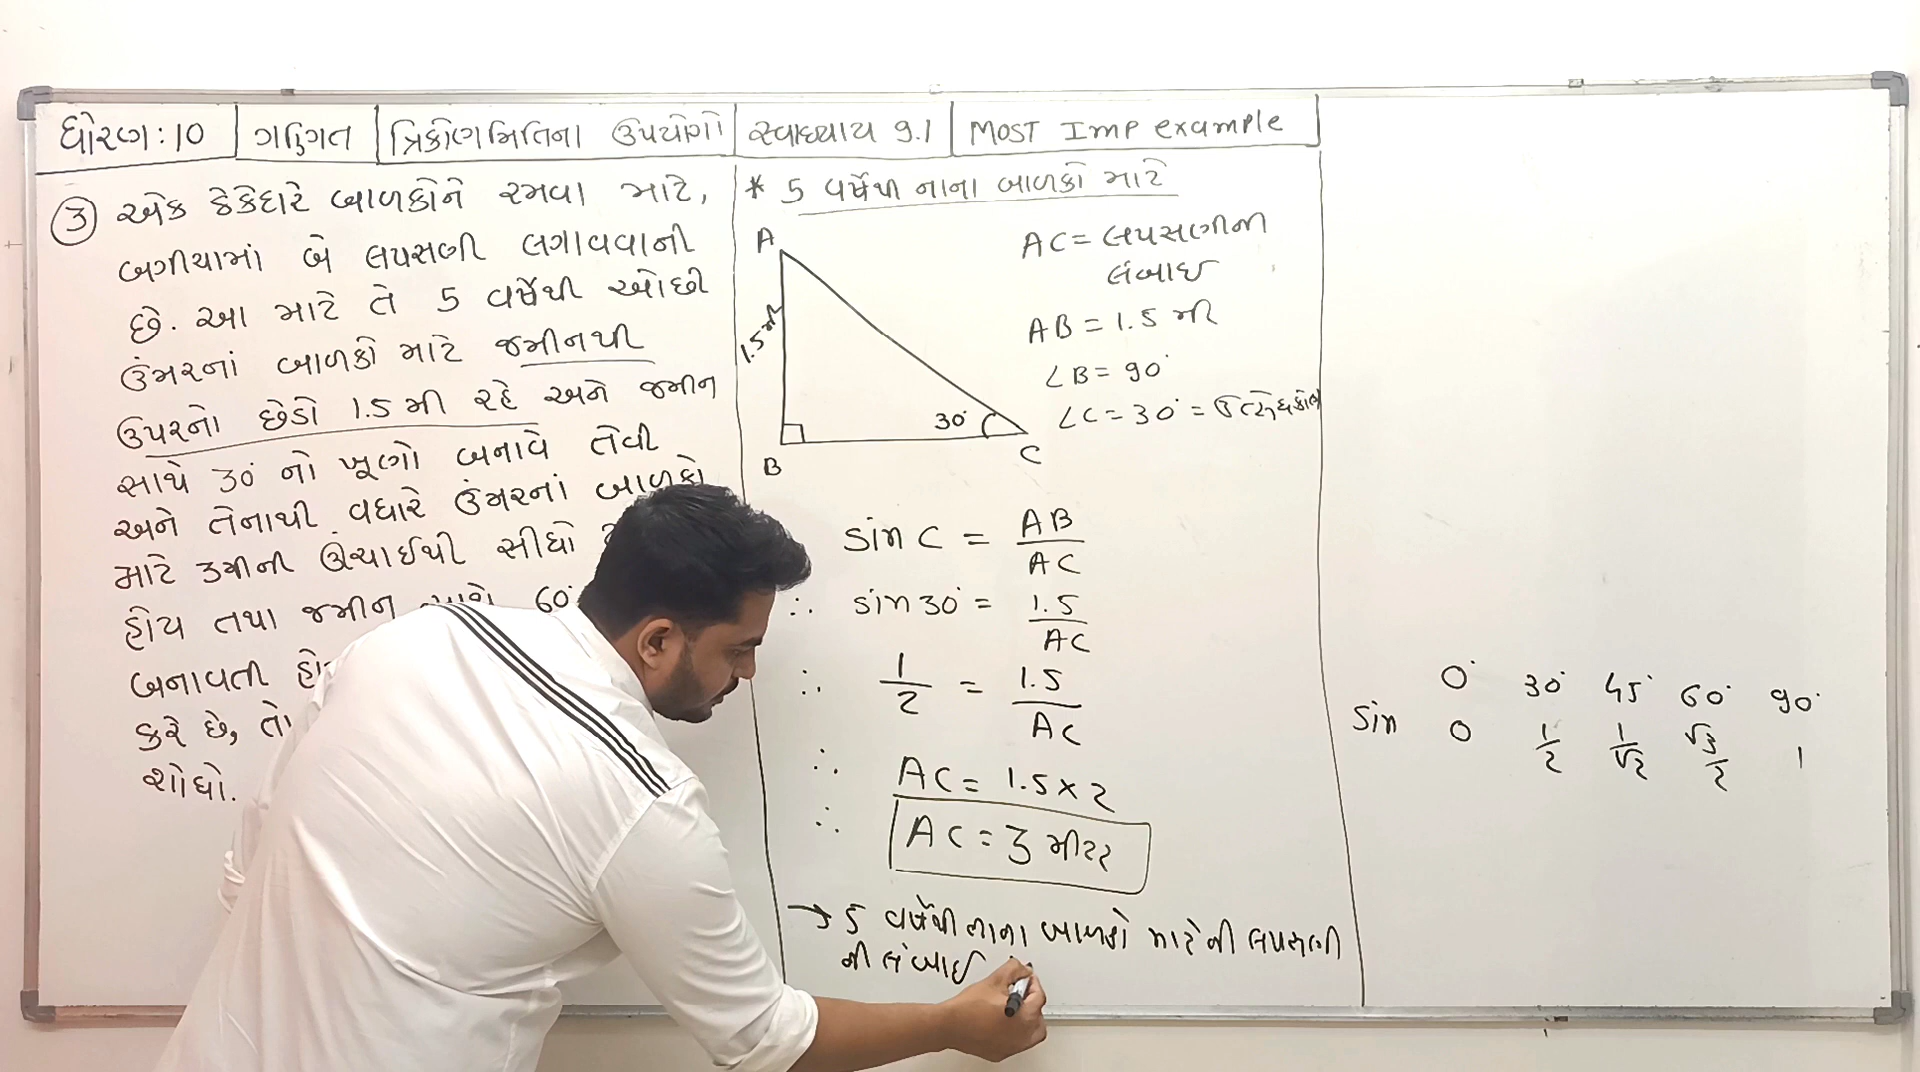 ધોરણ : 10 | ગણિત | ત્રિકોણમિતિના ઉપયોગો | સ્વાધ્યાય 9.1 | MOST Imp example
③ એક ઠેકેદારે બાળકોને રમવા માટે,
બગીચામાં બે લપસણી લગાવવાની
છે. આ માટે તે 5 વર્ષથી ઓછી
ઉંમરનાં બાળકો માટે જમીનથી
ઉપરનો છેડો 1.5 મી રહે અને જમીન
સાથે 30° નો ખૂણો બનાવે તેવી
અને તેનાથી વધારે ઉંમરનાં બાળકો
માટે 3મીની ઊંચાઈથી સીધો
હોય તથા જમીન સાથે 60°
બનાવતી
કરે છે, તો
શોધો.
* 5 વર્ષથી નાના બાળકો માટે
A
1.5 મી
B
30°
C
AC = લપસણીની
લંબાઈ
AB = 1.5 મી
∠B = 90°
∠C = 30° = ઉત્સેધકોણ
sin C = AB/AC
∴ sin 30° = 1.5/AC
∴ 1/2 = 1.5/AC
∴ AC = 1.5 × 2
∴ AC = 3 મીટર
→ 5 વર્ષથી નાના બાળકો માટે ની લપસણી
ની લંબાઈ
0° 30° 45° 60° 90°
sin 0 1/2 1/√2 √3/2 1